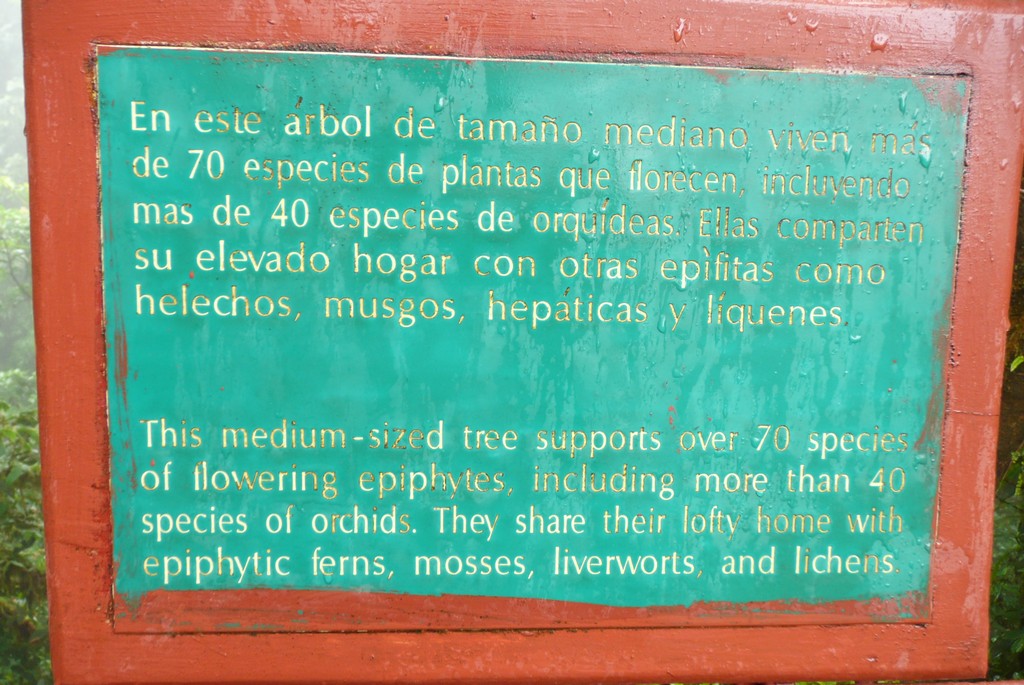 En este árbol de tamaño mediano viven más
de 70 especies de plantas que florecen, incluyendo
mas de 40 especies de orquídeas. Ellas comparten
su elevado hogar con otras epìfitas como
helechos, musgos, hepáticas y líquenes.
This medium-sized tree supports over 70 species
of flowering epiphytes, including more than 40
species of orchids. They share their lofty home with
epiphytic ferns, mosses, liverworts, and lichens.